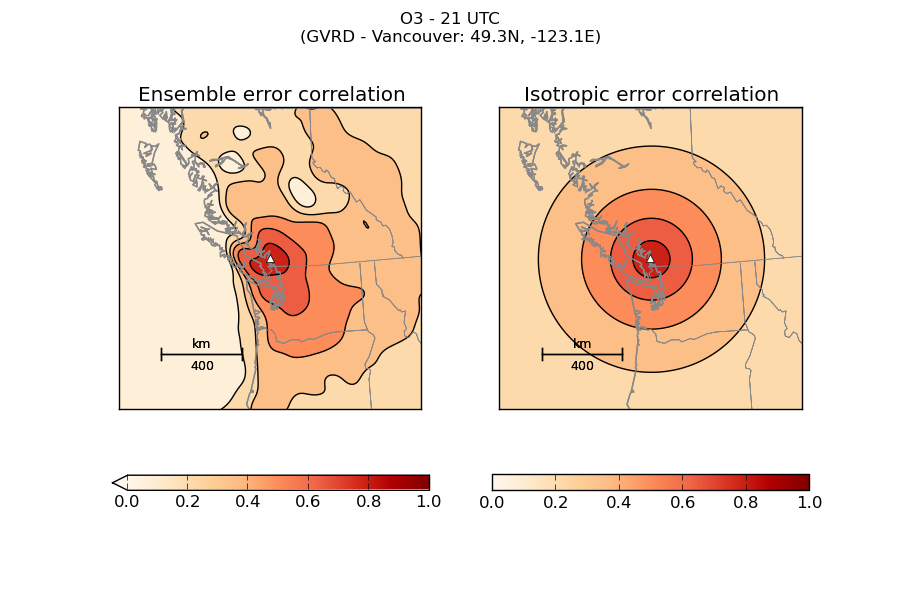 O3 - 21 UTC
(GVRD - Vancouver: 49.3N, -123.1E)
Ensemble error correlation
Isotropic error correlation
km
400
km
400
0.0 0.2 0.4 0.6 0.8 1.0
0.0 0.2 0.4 0.6 0.8 1.0